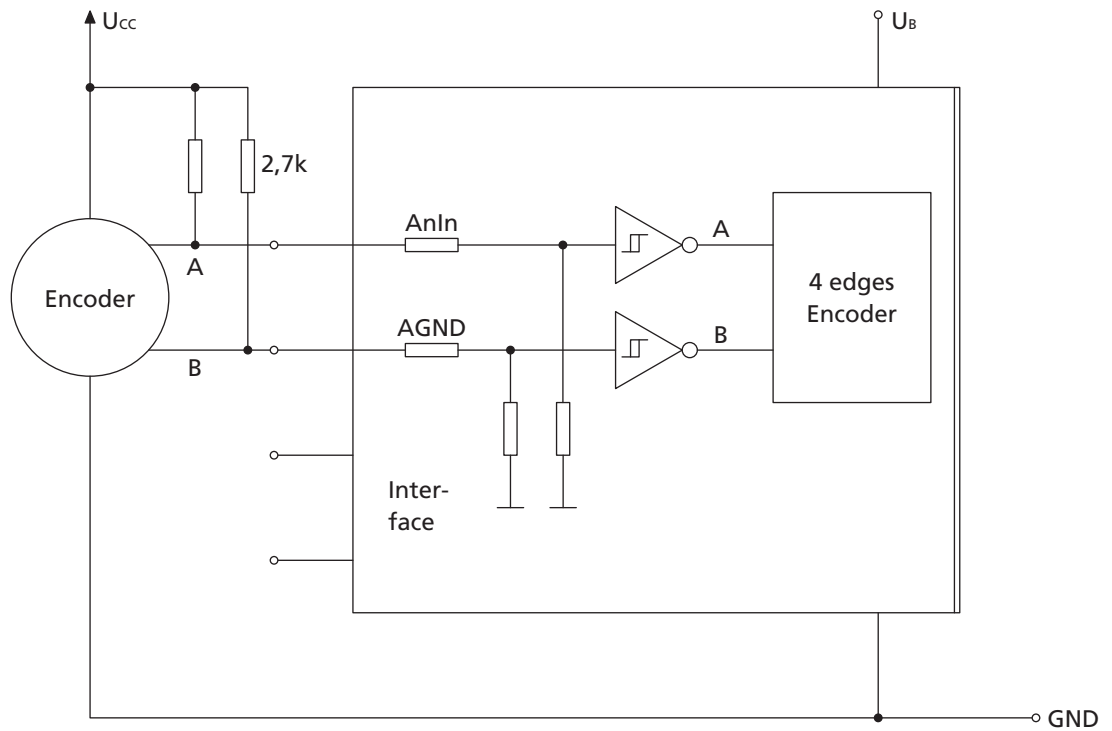 UCC
UB
2,7k
AnIn
A
A
4 edges
Encoder
Encoder
AGND
B
B
Inter-
face
GND